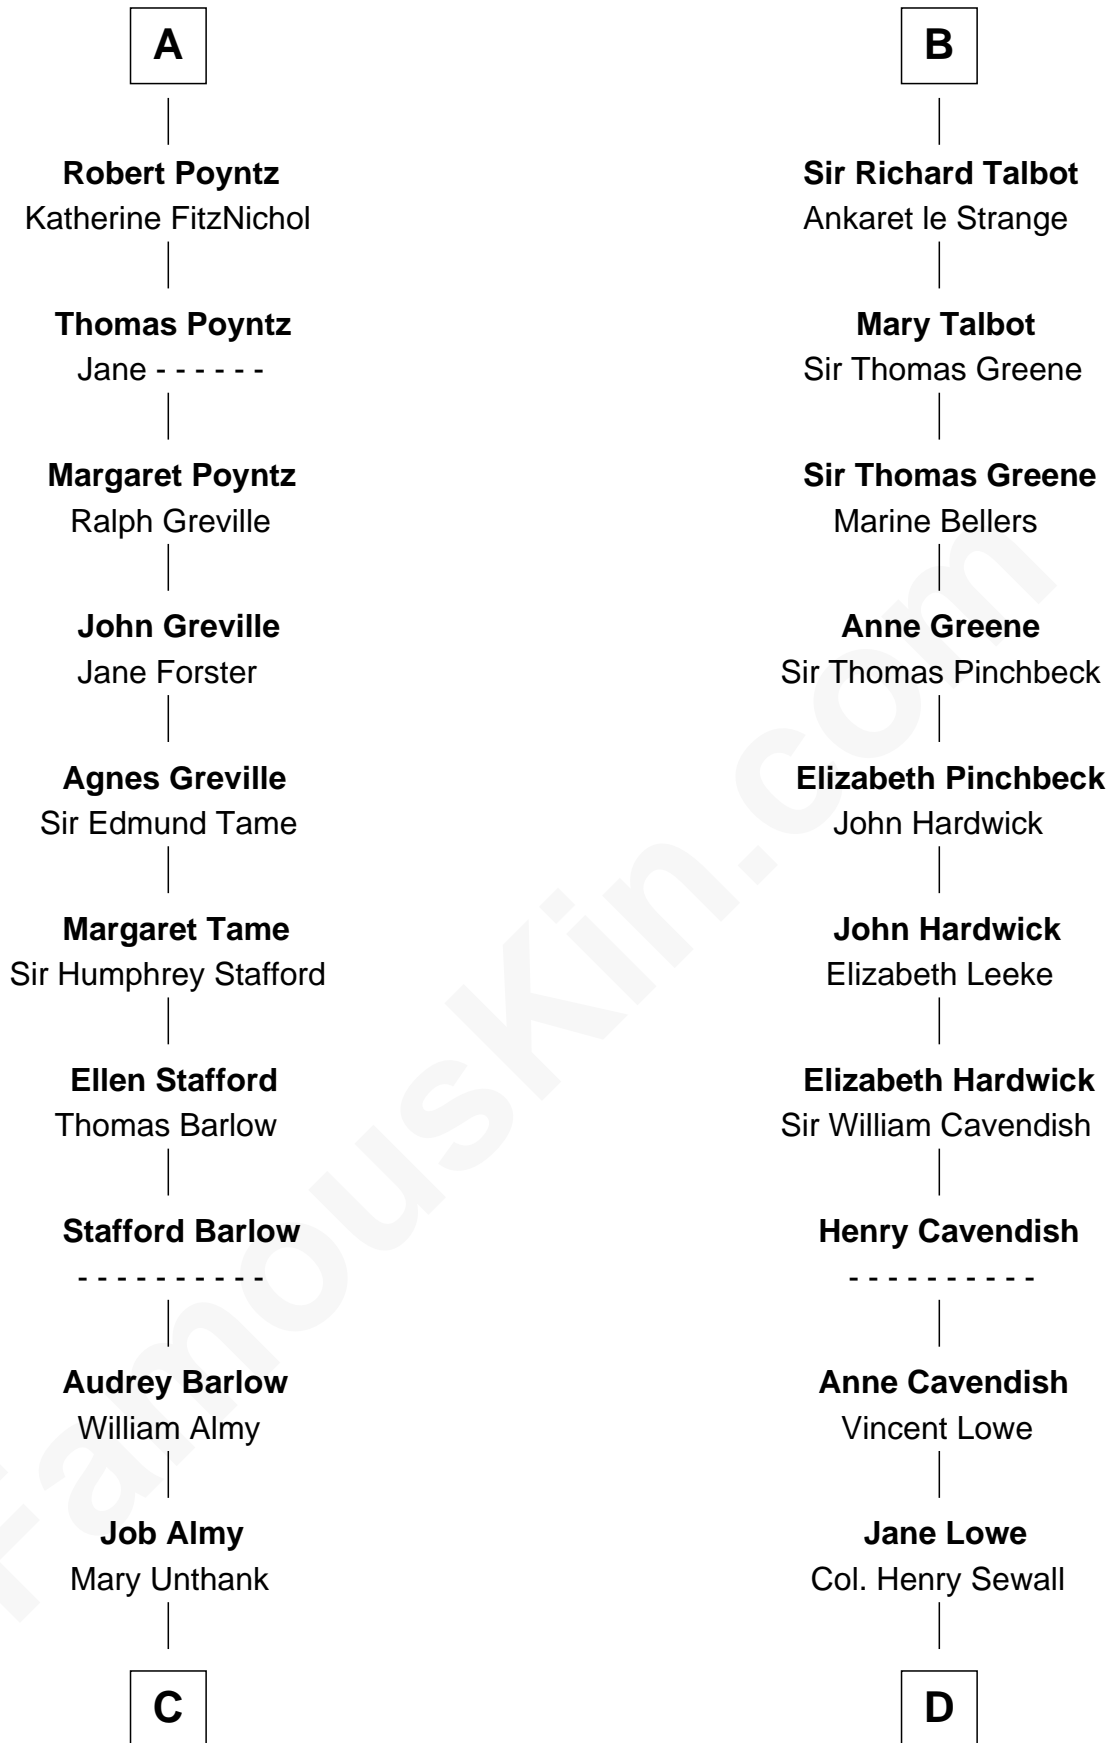 A
Robert Poyntz
Katherine FitzNichol
Thomas Poyntz
Jane - - - - - -
Margaret Poyntz
Ralph Greville
John Greville
Jane Forster
Agnes Greville
Sir Edmund Tame
Margaret Tame
Sir Humphrey Stafford
Ellen Stafford
Thomas Barlow
Stafford Barlow
- - - - - - - - - -
Audrey Barlow
William Almy
Job Almy
Mary Unthank
C
B
Sir Richard Talbot
Ankaret le Strange
Mary Talbot
Sir Thomas Greene
Sir Thomas Greene
Marine Bellers
Anne Greene
Sir Thomas Pinchbeck
Elizabeth Pinchbeck
John Hardwick
John Hardwick
Elizabeth Leeke
Elizabeth Hardwick
Sir William Cavendish
Henry Cavendish
- - - - - - - - - -
Anne Cavendish
Vincent Lowe
Jane Lowe
Col. Henry Sewall
D
FamousKin.com